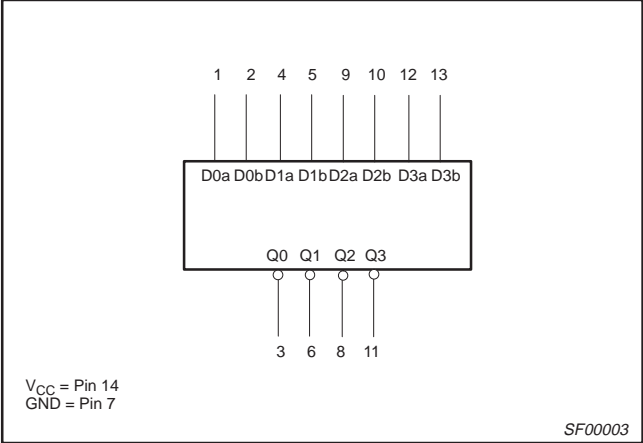 1 2 4 5 9 10 12 13
D0a D0b D1a D1b D2a D2b D3a D3b
Q0 Q1 Q2 Q3
3 6 8 11
VCC = Pin 14
GND = Pin 7
SF00003